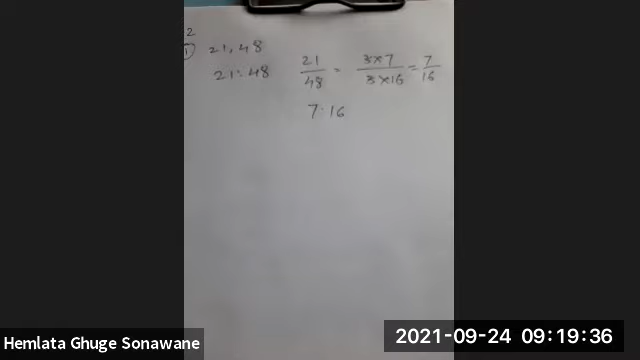 2
1) 21, 48
21:48 21/48 = 3×7/3×16 = 7/16
7:16
Hemlata Ghuge Sonawane
2021-09-24 09:19:36